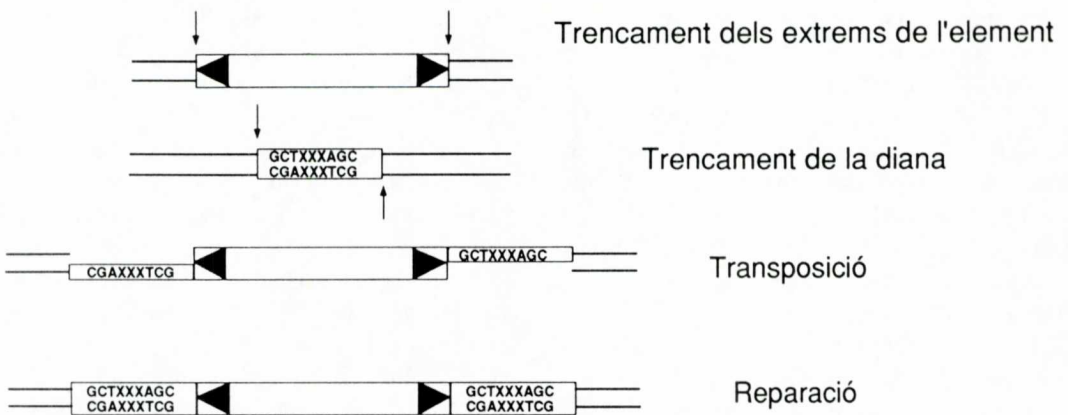 Trencament dels extrems de l'element
GCTXXXAGC
CGAXXXTCG
Trencament de la diana
CGAXXXTCG
GCTXXXAGC
Transposició
GCTXXXAGC
CGAXXXTCG
GCTXXXAGC
CGAXXXTCG
Reparació